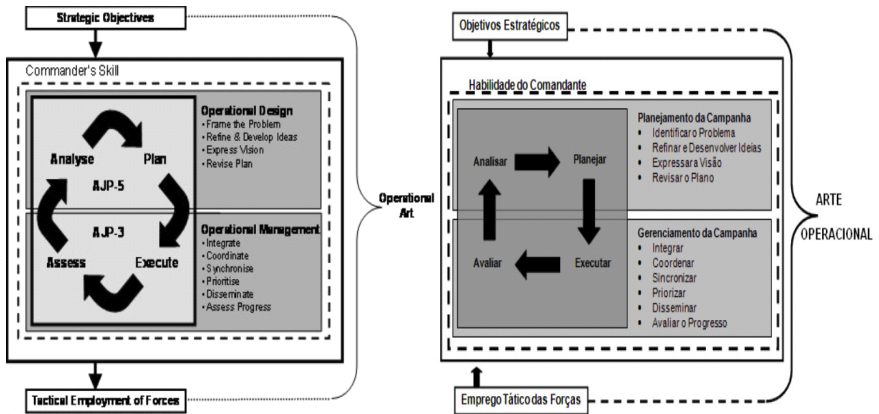 Strategic Objectives
Commander's Skill
Operational Design
• Frame the Problem
• Refine & Develop Ideas
• Express Vision
• Revise Plan
Analyse
Plan
AJP-5
AJP-3
Assess
Execute
Operational Management
• Integrate
• Coordinate
• Synchronise
• Prioritise
• Disseminate
• Assess Progress
Tactical Employment of Forces
Operational
Art
Objetivos Estratégicos
Habilidade do Comandante
Planejamento da Campanha
• Identificar o Problema
• Refinar e Desenvolver Ideias
• Expressar a Visão
• Revisar o Plano
Analisar
Planejar
Avaliar
Executar
Gerenciamento da Campanha
• Integrar
• Coordenar
• Sincronizar
• Priorizar
• Disseminar
• Avaliar o Progresso
Emprego Tático das Forças
ARTE
OPERACIONAL